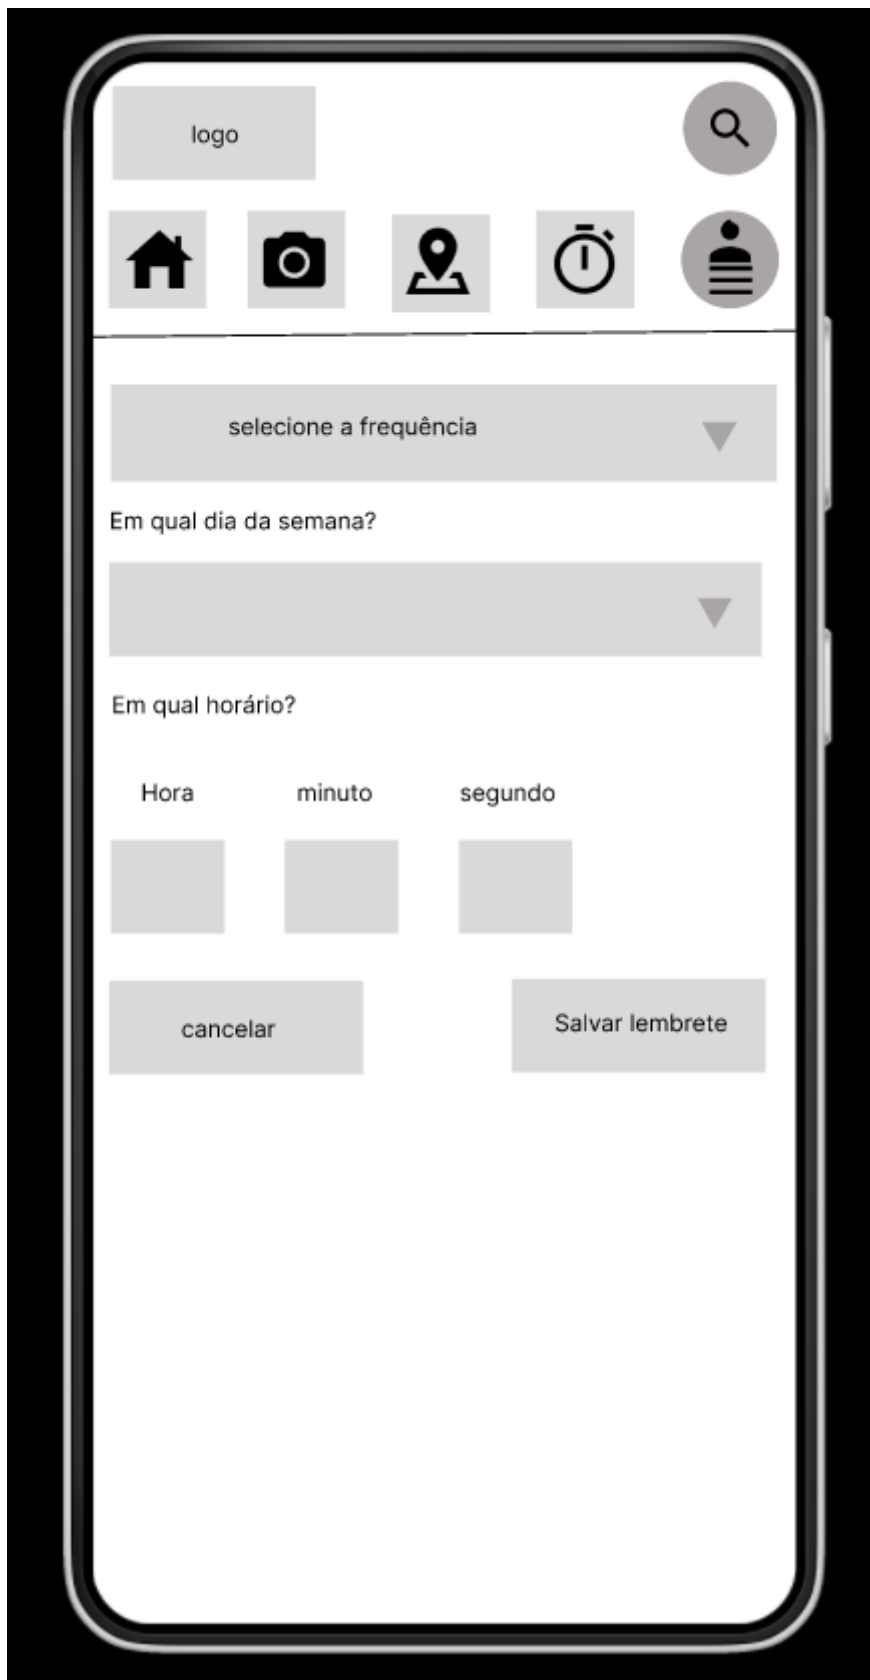 logo
selecione a frequência
Em qual dia da semana?
Em qual horário?
Hora minuto segundo
cancelar Salvar lembrete